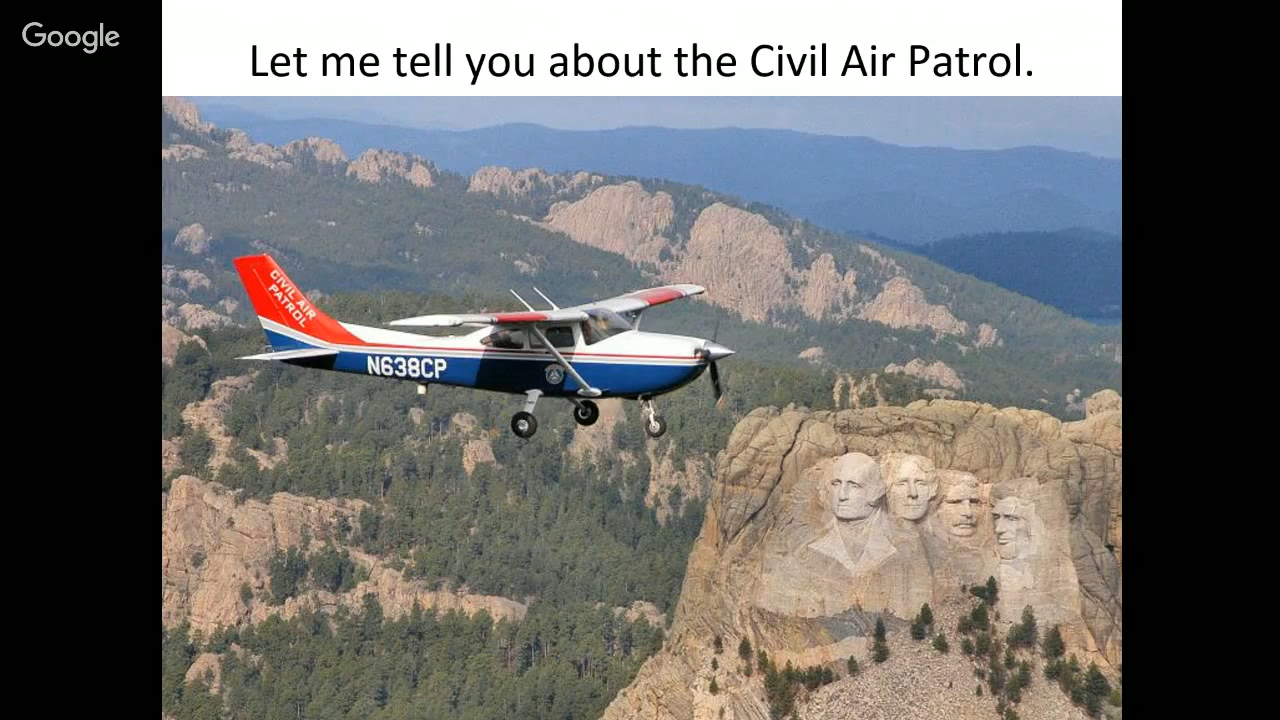 Google
Let me tell you about the Civil Air Patrol.
CIVIL AIR
PATROL
N638CP